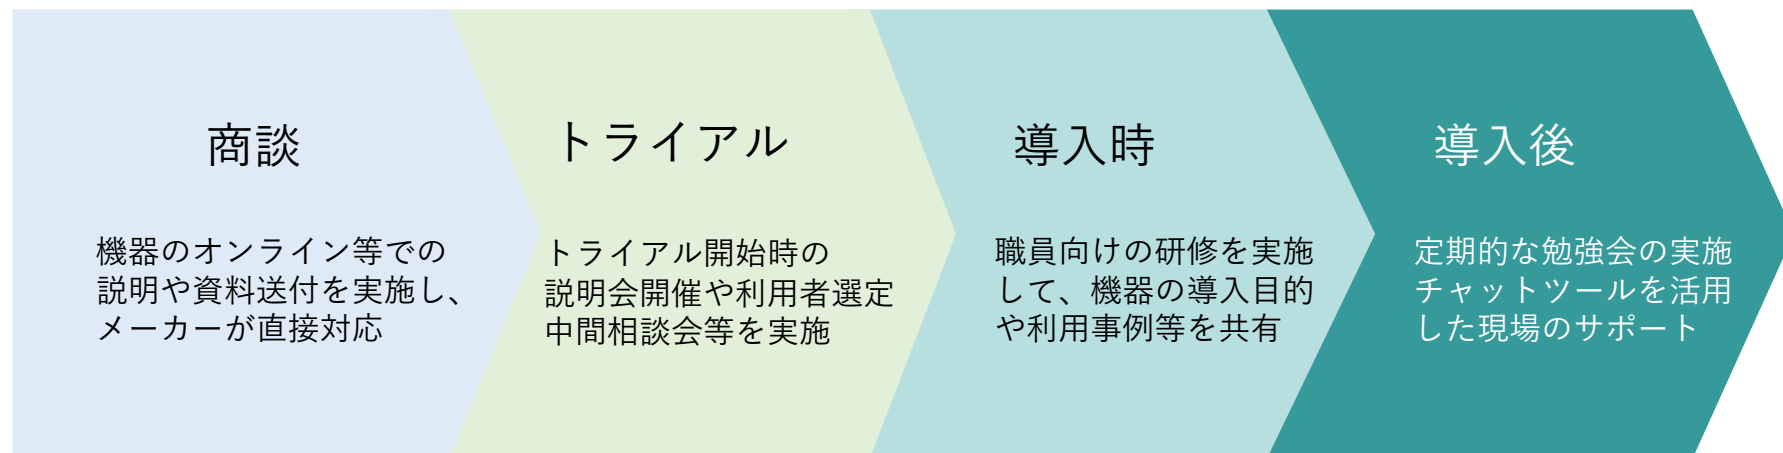 商談
機器のオンライン等での
説明や資料送付を実施し、
メーカーが直接対応
トライアル
トライアル開始時の
説明会開催や利用者選定
中間相談会等を実施
導入時
職員向けの研修を実施
して、機器の導入目的
や利用事例等を共有
導入後
定期的な勉強会の実施
チャットツールを活用
した現場のサポート